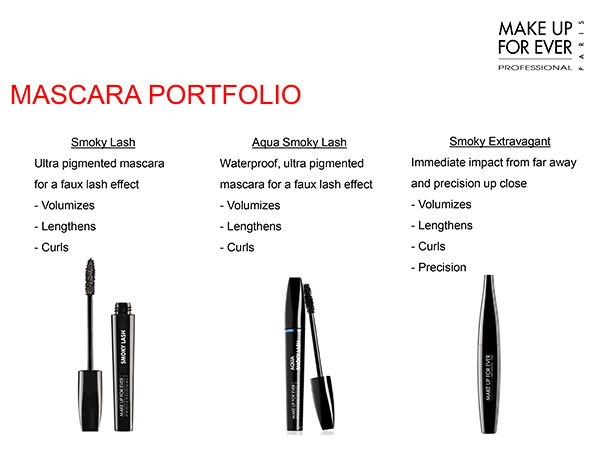 MAKE UP
FOR EVER
PROFESSIONAL
PARIS
MASCARA PORTFOLIO
Smoky Lash
Ultra pigmented mascara
for a faux lash effect
- Volumizes
- Lengthens
- Curls
Aqua Smoky Lash
Waterproof, ultra pigmented
mascara for a faux lash effect
- Volumizes
- Lengthens
- Curls
Smoky Extravagant
Immediate impact from far away
and precision up close
- Volumizes
- Lengthens
- Curls
- Precision
SMOKY LASH
MAKE UP FOR EVER
PROFESSIONAL
AQUA
SMOKY LASH
MAKE UP FOR EVER
MAKE UP FOR EVER